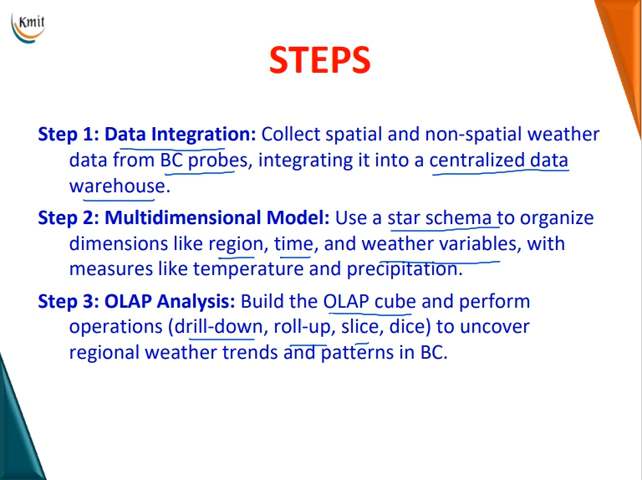 Kmit
STEPS
Step 1: Data Integration: Collect spatial and non-spatial weather
data from BC probes, integrating it into a centralized data
warehouse.
Step 2: Multidimensional Model: Use a star schema to organize
dimensions like region, time, and weather variables, with
measures like temperature and precipitation.
Step 3: OLAP Analysis: Build the OLAP cube and perform
operations (drill-down, roll-up, slice, dice) to uncover
regional weather trends and patterns in BC.